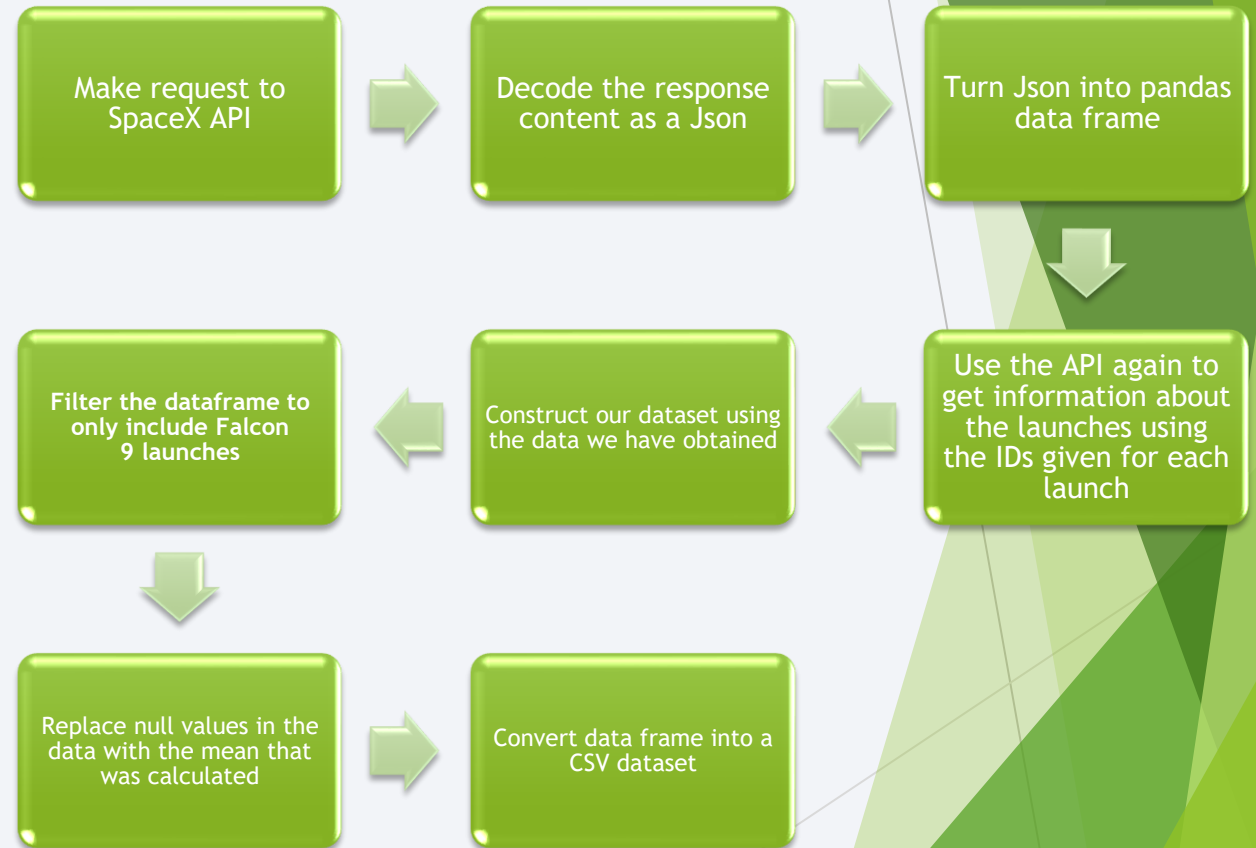 Make request to
SpaceX API
Decode the response
content as a Json
Turn Json into pandas
data frame
Use the API again to
get information about
the launches using
the IDs given for each
launch
Construct our dataset using
the data we have obtained
Filter the dataframe to
only include Falcon
9 launches
Replace null values in the
data with the mean that
was calculated
Convert data frame into a
CSV dataset